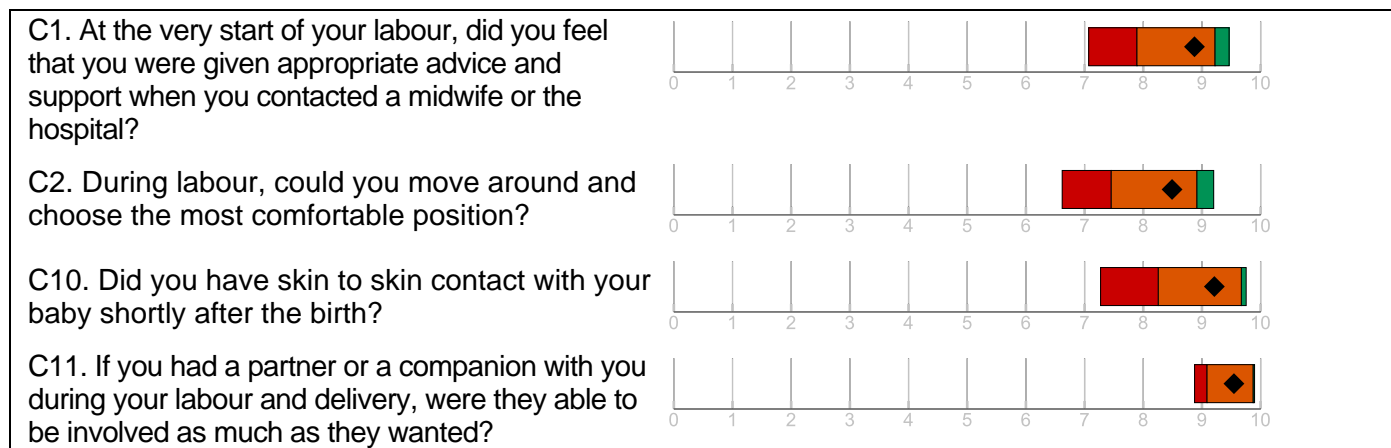 C1. At the very start of your labour, did you feel
that you were given appropriate advice and
support when you contacted a midwife or the
hospital?
0 1 2 3 4 5 6 7 8 9 10
C2. During labour, could you move around and
choose the most comfortable position?
0 1 2 3 4 5 6 7 8 9 10
C10. Did you have skin to skin contact with your
baby shortly after the birth?
0 1 2 3 4 5 6 7 8 9 10
C11. If you had a partner or a companion with you
during your labour and delivery, were they able to
be involved as much as they wanted?
0 1 2 3 4 5 6 7 8 9 10